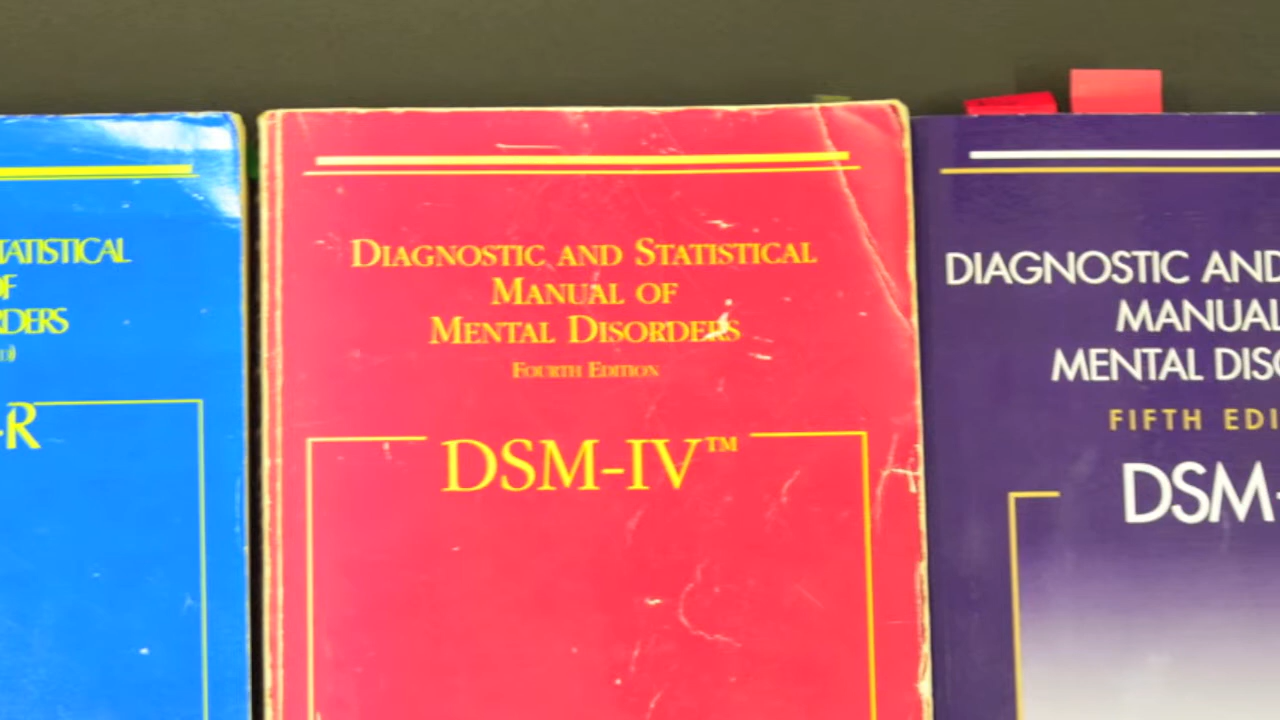 TATISTICAL
OF
RDERS
-R
DIAGNOSTIC AND STATISTICAL
MANUAL OF
MENTAL DISORDERS
FOURTH EDITION
DSM-IV™
DIAGNOSTIC AND
MANUAL
MENTAL DISO
FIFTH EDI
DSM-